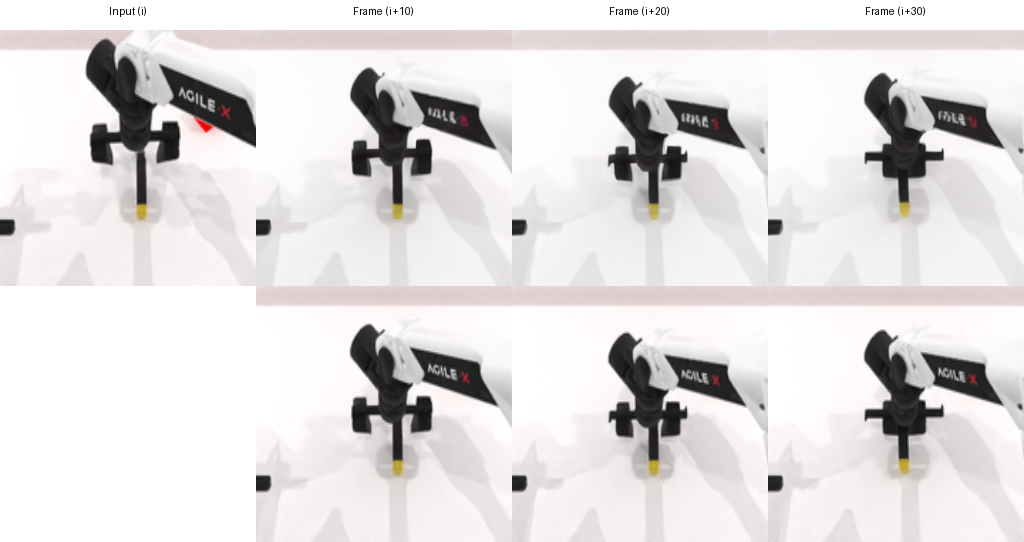 Input (i)
Frame (i+10)
Frame (i+20)
Frame (i+30)
AGILE X
AGILE X
AGILE X
AGILE X